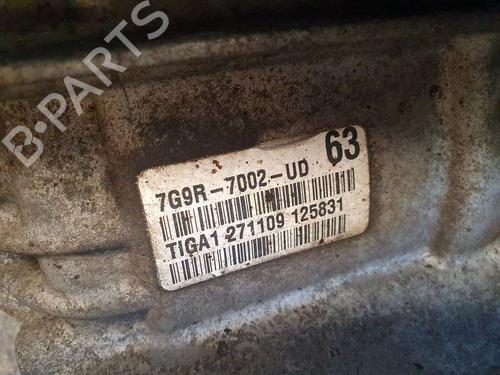 B-PARTS
63
7G9R-7002-UD
TIGA1 271109 125831